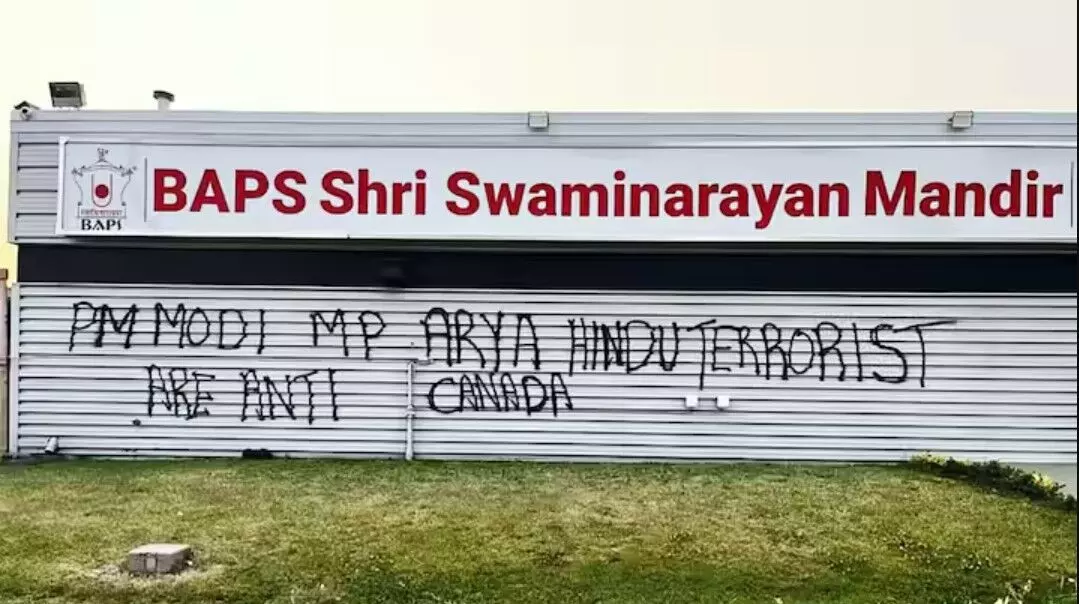 BAPS Shri Swaminarayan Mandir
BAPS
PM MODI MP ARYA HINDU TERRORIST
ARE ANTI CANADA